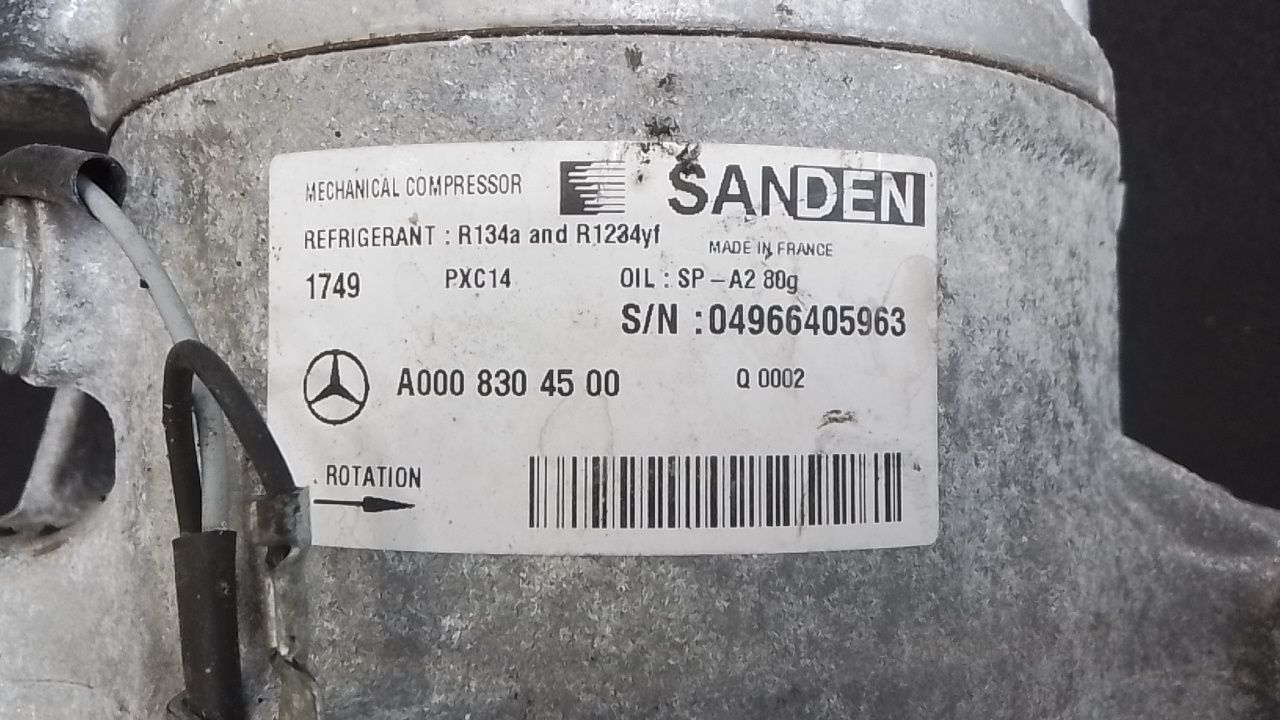 MECHANICAL COMPRESSOR SANDEN
REFRIGERANT : R134a and R1234yf
MADE IN FRANCE
1749 PXC14 OIL : SP-A2 80g
S/N :04966405963
A000 830 45 00 Q 0002
ROTATION